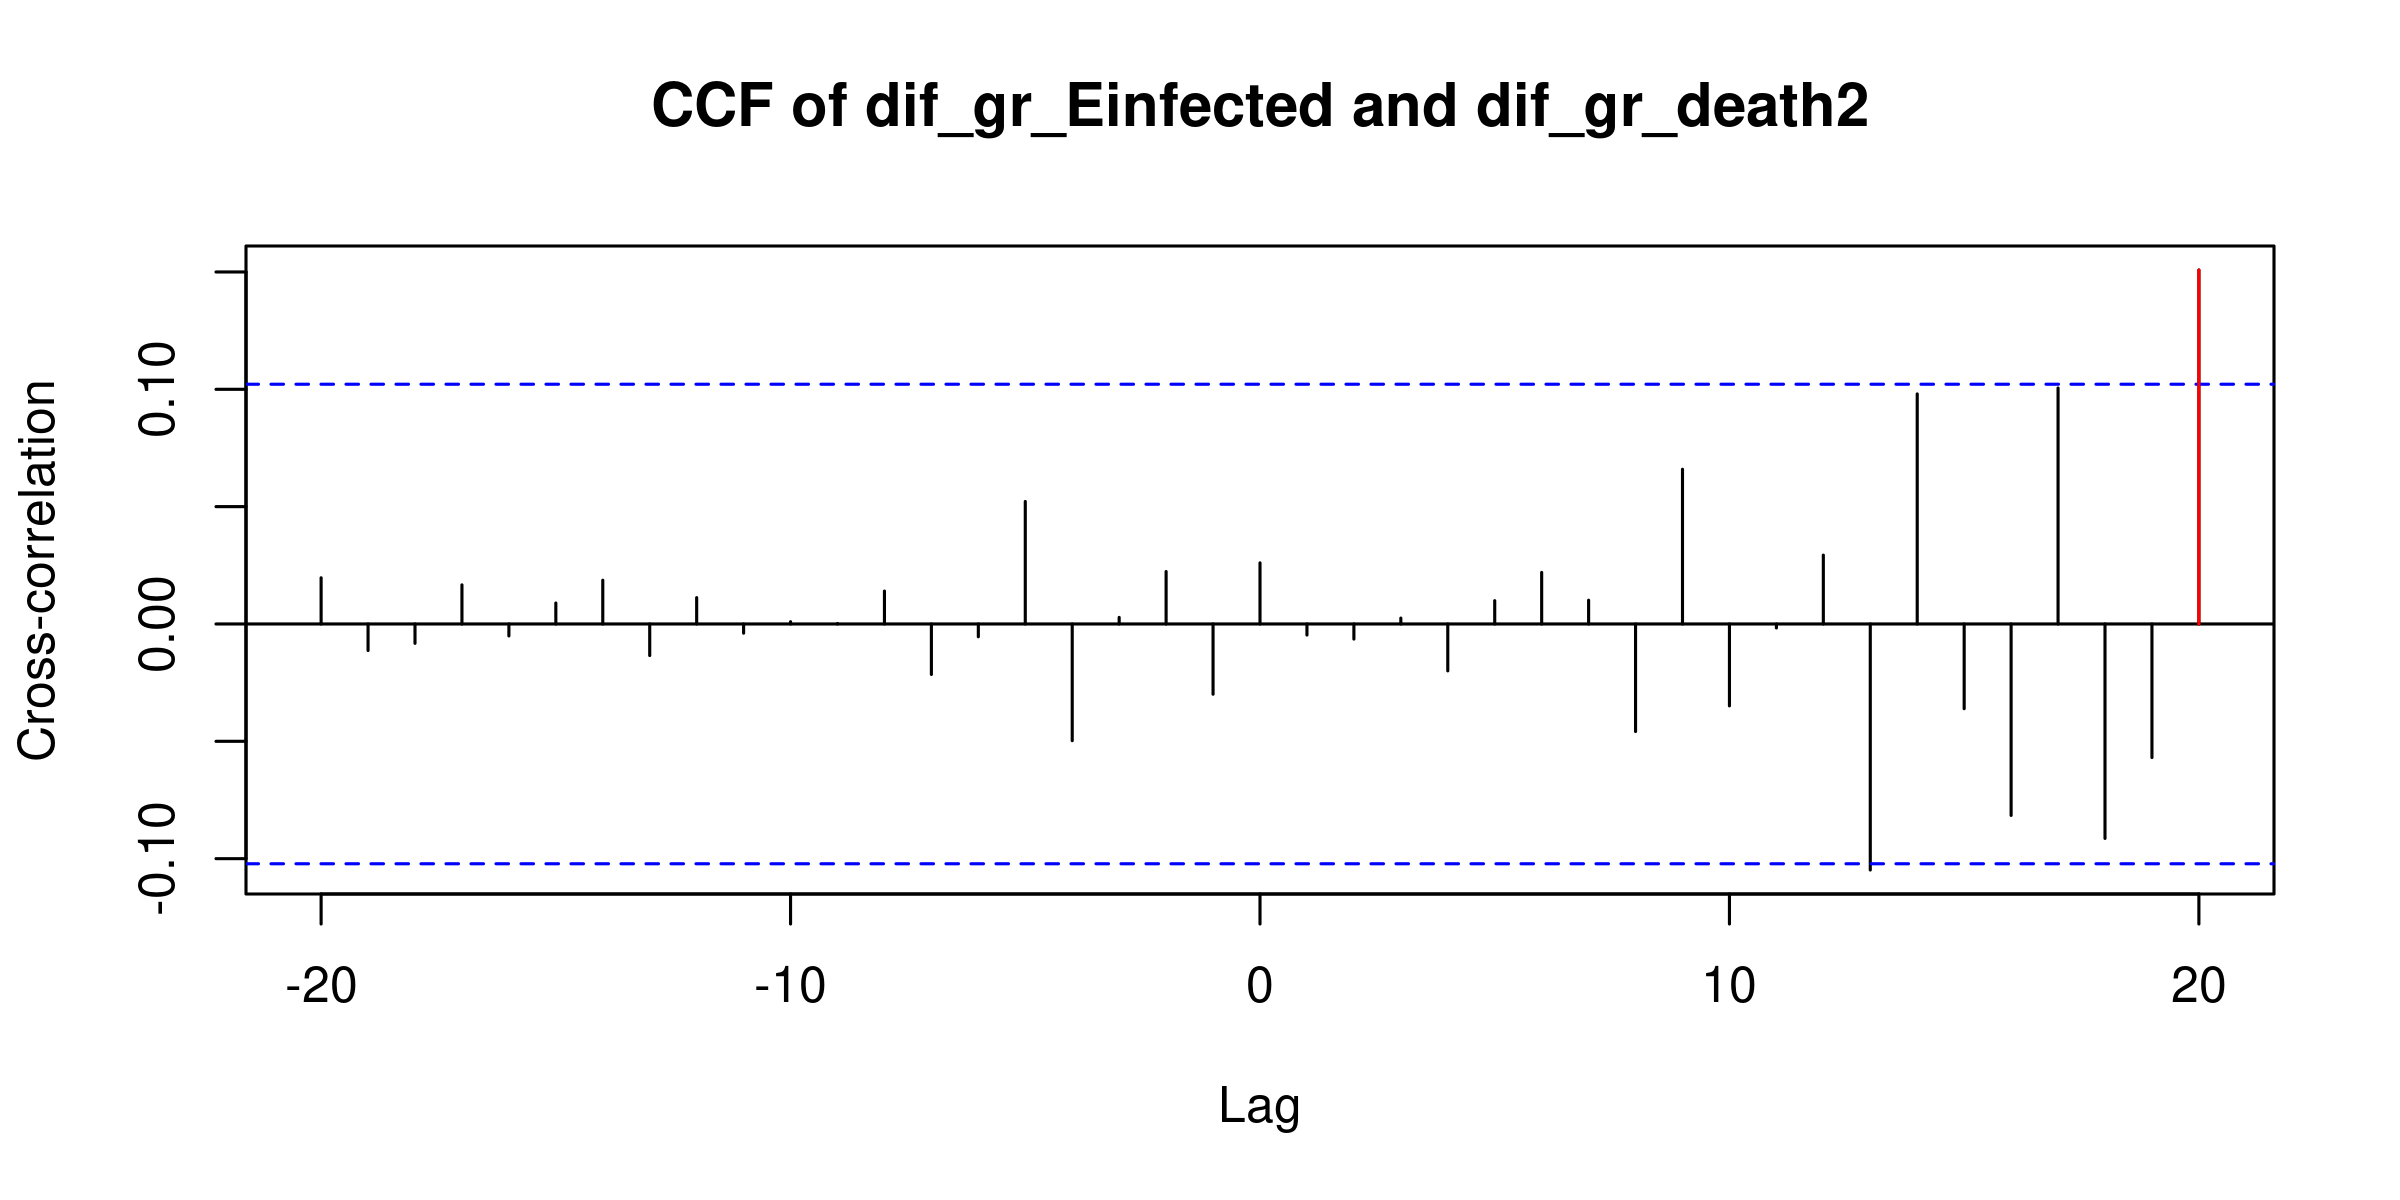 CCF of dif_gr_Einfected and dif_gr_death2
Cross-correlation
0.10
0.00
-0.10
-20
-10
0
10
20
Lag